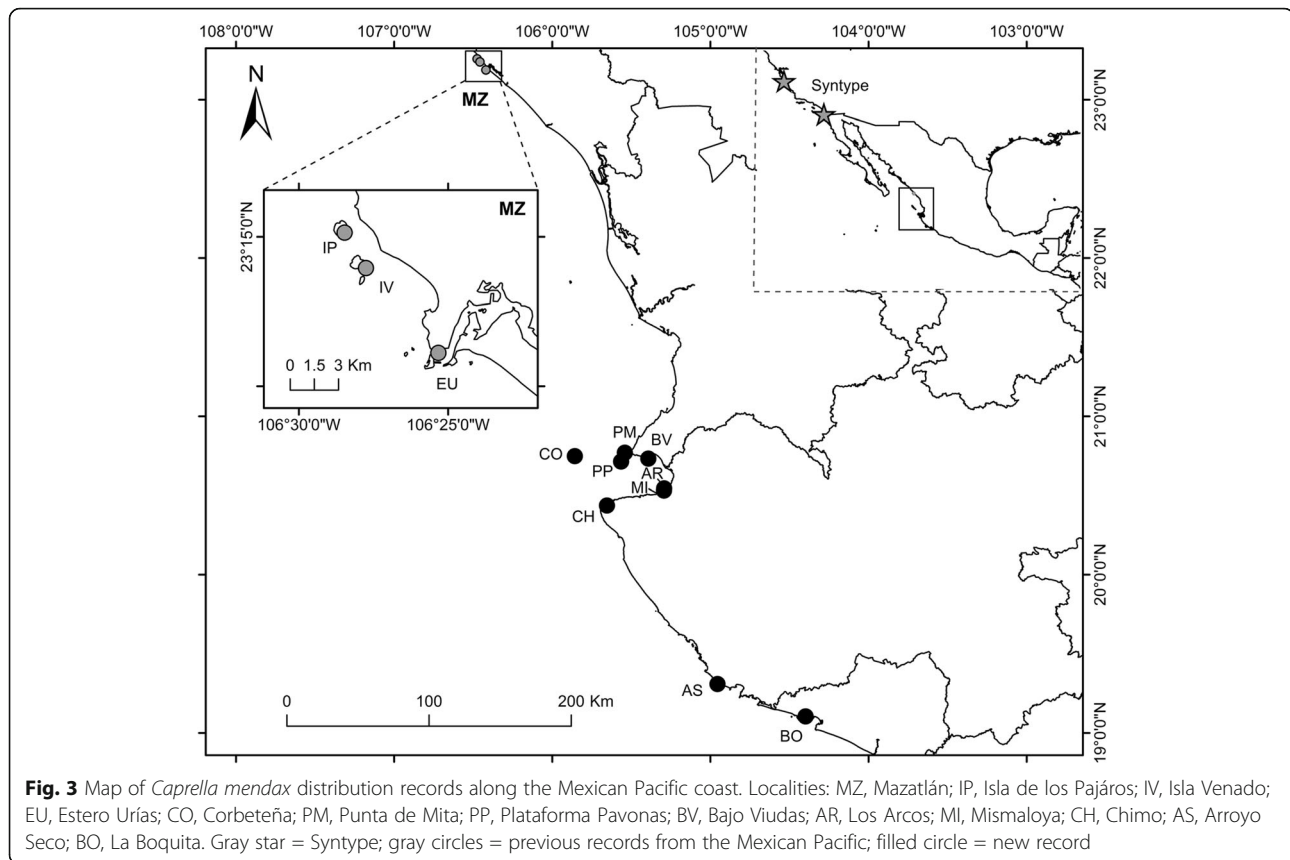 108°0'0"W 107°0'0"W 106°0'0"W 105°0'0"W 104°0'0"W 103°0'0"W
N
MZ
Syntype
23°0'0"N
MZ
23°15'0"N
IP
IV
22°0'0"N
0 1.5 3 Km
EU
106°30'0"W 106°25'0"W
21°0'0"N
PM
BV
CO
PP
AR
MI
CH
20°0'0"N
AS
0 100 200 Km
BO
19°0'0"N
Fig. 3 Map of Caprella mendax distribution records along the Mexican Pacific coast. Localities: MZ, Mazatlán; IP, Isla de los Pajáros; IV, Isla Venado;
EU, Estero Urías; CO, Corbeteña; PM, Punta de Mita; PP, Plataforma Pavonas; BV, Bajo Viudas; AR, Los Arcos; MI, Mismaloya; CH, Chimo; AS, Arroyo
Seco; BO, La Boquita. Gray star = Syntype; gray circles = previous records from the Mexican Pacific; filled circle = new record